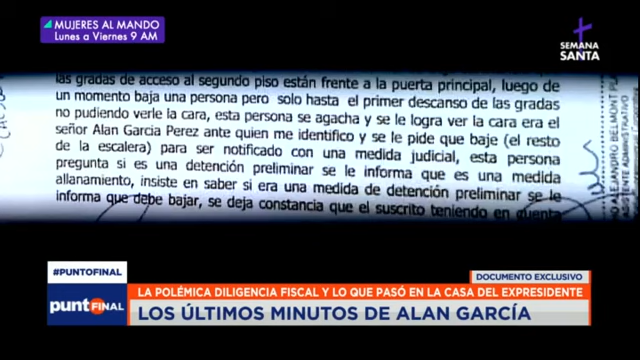 MUJERES AL MANDO
Lunes a Viernes 9 AM
SEMANA
SANTA
las gradas de acceso al segundo piso están frente a la puerta principal, luego de
un momento baja una persona pero solo hasta el primer descanso de las gradas
no pudiendo verle la cara, esta persona se agacha y se le logra ver la cara era el
señor Alan Garcia Perez ante quien me identifico y se le pide que baje (el resto
de la escalera) para ser notificado con una medida judicial, esta persona
pregunta si es una detención preliminar se le informa que es una medida
allanamiento, insiste en saber si era una medida de detención preliminar se le
informa que debe bajar, se deja constancia que el suscrito teniendo en cuenta
ALEJANDRO BELMONT
ASISTENTE ADMINISTRATIVO
DOCUMENTO EXCLUSIVO
#PUNTOFINAL
LA POLÉMICA DILIGENCIA FISCAL Y LO QUE PASÓ EN LA CASA DEL EXPRESIDENTE
punto FINAL
LOS ÚLTIMOS MINUTOS DE ALAN GARCÍA